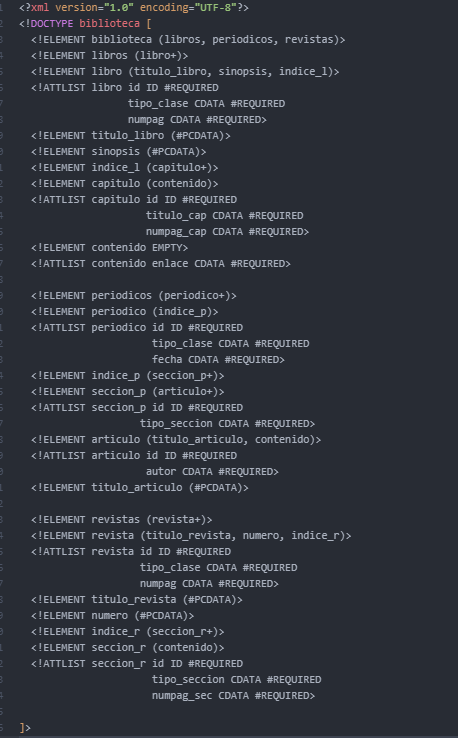 <?xml version="1.0" encoding="UTF-8"?>
<!DOCTYPE biblioteca [
<!ELEMENT biblioteca (libros, periodicos, revistas)>
<!ELEMENT libros (libro+)>
<!ELEMENT libro (titulo_libro, sinopsis, indice_l)>
<!ATTLIST libro id ID #REQUIRED
tipo_clase CDATA #REQUIRED
numpag CDATA #REQUIRED>
<!ELEMENT titulo_libro (#PCDATA)>
<!ELEMENT sinopsis (#PCDATA)>
<!ELEMENT indice_l (capitulo+)>
<!ELEMENT capitulo (contenido)>
<!ATTLIST capitulo id ID #REQUIRED
titulo_cap CDATA #REQUIRED
numpag_cap CDATA #REQUIRED>
<!ELEMENT contenido EMPTY>
<!ATTLIST contenido enlace CDATA #REQUIRED>
<!ELEMENT periodicos (periodico+)>
<!ELEMENT periodico (indice_p)>
<!ATTLIST periodico id ID #REQUIRED
tipo_clase CDATA #REQUIRED
fecha CDATA #REQUIRED>
<!ELEMENT indice_p (seccion_p+)>
<!ELEMENT seccion_p (articulo+)>
<!ATTLIST seccion_p id ID #REQUIRED
tipo_seccion CDATA #REQUIRED>
<!ELEMENT articulo (titulo_articulo, contenido)>
<!ATTLIST articulo id ID #REQUIRED
autor CDATA #REQUIRED>
<!ELEMENT titulo_articulo (#PCDATA)>
<!ELEMENT revistas (revista+)>
<!ELEMENT revista (titulo_revista, numero, indice_r)>
<!ATTLIST revista id ID #REQUIRED
tipo_clase CDATA #REQUIRED
numpag CDATA #REQUIRED>
<!ELEMENT titulo_revista (#PCDATA)>
<!ELEMENT numero (#PCDATA)>
<!ELEMENT indice_r (seccion_r+)>
<!ELEMENT seccion_r (contenido)>
<!ATTLIST seccion_r id ID #REQUIRED
tipo_seccion CDATA #REQUIRED
numpag_sec CDATA #REQUIRED>
]>